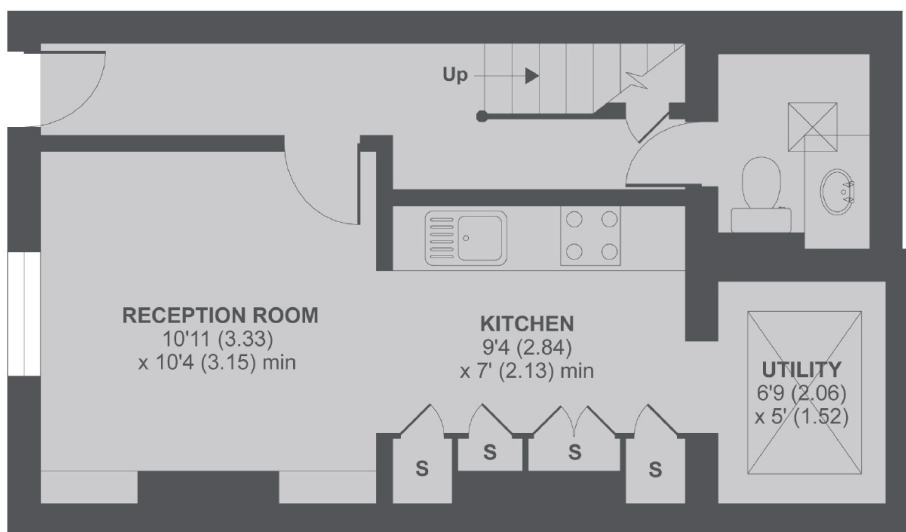 Up
RECEPTION ROOM
10'11 (3.33)
x 10'4 (3.15) min
KITCHEN
9'4 (2.84)
x 7' (2.13) min
UTILITY
6'9 (2.06)
x 5' (1.52)
S
S
S
S